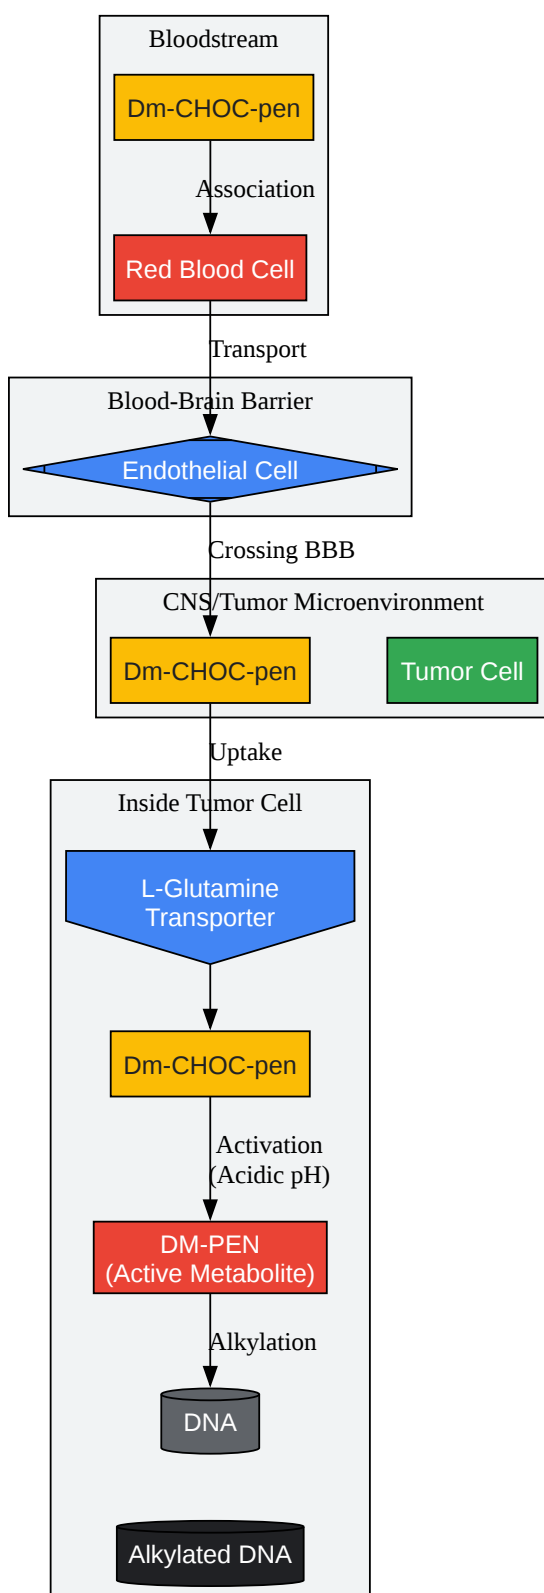 Bloodstream
Dm-CHOC-pen
Association
Red Blood Cell
Transport
Blood-Brain Barrier
Endothelial Cell
Crossing BBB
CNS/Tumor Microenvironment
Dm-CHOC-pen
Tumor Cell
Uptake
Inside Tumor Cell
L-Glutamine
Transporter
Dm-CHOC-pen
Activation
(Acidic pH)
DM-PEN
(Active Metabolite)
Alkylation
DNA
Alkylated DNA